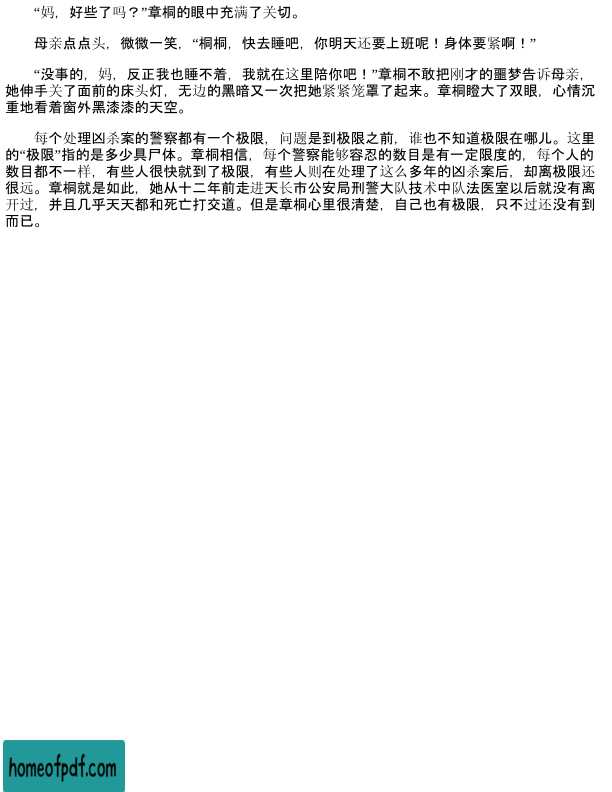 “妈，好些了吗？”章桐的眼中充满了关切。
母亲点点头，微微一笑，“桐桐，快去睡吧，你明天还要上班呢！身体要紧啊！”
“没事的，妈，反正我也睡不着，我就在这里陪你吧！”章桐不敢把刚才的噩梦告诉母亲，
她伸手关了面前的床头灯，无边的黑暗又一次把她紧紧笼罩了起来。章桐瞪大了双眼，心情沉
重地看着窗外黑漆漆的天空。
每个处理凶杀案的警察都有一个极限，问题是到极限之前，谁也不知道极限在哪儿。这里
的“极限”指的是多少具尸体。章桐相信，每个警察能够容忍的数目是有一定限度的，每个人的
数目都不一样，有些人很快就到了极限，有些人则在处理了这么多年的凶杀案后，却离极限还
很远。章桐就是如此，她从十二年前走进天长市公安局刑警大队技术中队法医室以后就没有离
开过，并且几乎天天都和死亡打交道。但是章桐心里很清楚，自己也有极限，只不过还没有到
而已。
homeofpdf.com